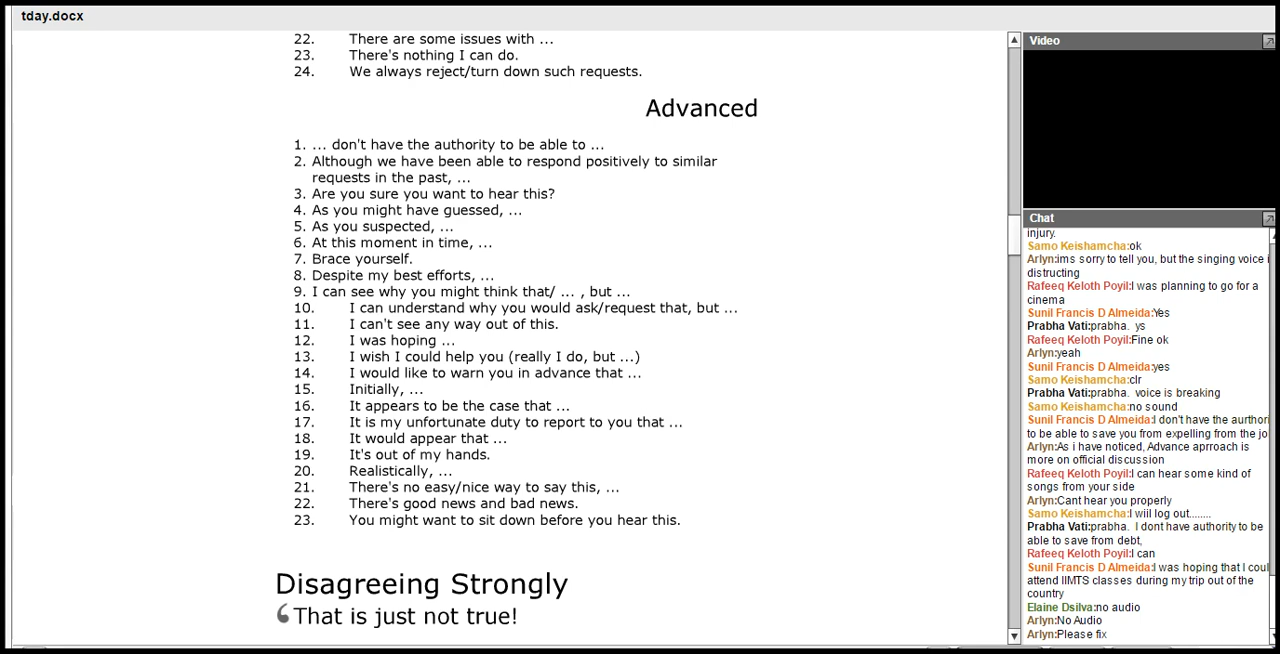 tday.docx
22. There are some issues with ...
23. There's nothing I can do.
24. We always reject/turn down such requests.
Advanced
1. ... don't have the authority to be able to ...
2. Although we have been able to respond positively to similar
requests in the past, ...
3. Are you sure you want to hear this?
4. As you might have guessed, ...
5. As you suspected, ...
6. At this moment in time, ...
7. Brace yourself.
8. Despite my best efforts, ...
9. I can see why you might think that/ ... , but ...
10. I can understand why you would ask/request that, but ...
11. I can't see any way out of this.
12. I was hoping ...
13. I wish I could help you (really I do, but ...)
14. I would like to warn you in advance that ...
15. Initially, ...
16. It appears to be the case that ...
17. It is my unfortunate duty to report to you that ...
18. It would appear that ...
19. It's out of my hands.
20. Realistically, ...
21. There's no easy/nice way to say this, ...
22. There's good news and bad news.
23. You might want to sit down before you hear this.
Disagreeing Strongly
That is just not true!
Video
Chat
injury.
Samo Keishamcha:ok
Arlyn:ims sorry to tell you, but the singing voice i
distructing
Rafeeq Keloth Poyil:I was planning to go for a
cinema
Sunil Francis D Almeida:Yes
Prabha Vati:prabha. ys
Rafeeq Keloth Poyil:Fine ok
Arlyn:yeah
Sunil Francis D Almeida:yes
Samo Keishamcha:clr
Prabha Vati:prabha. voice is breaking
Samo Keishamcha:no sound
Sunil Francis D Almeida:I don't have the aurthori
to be able to save you from expelling from the jo
Arlyn:As i have noticed, Advance aprroach is
more on official discussion
Rafeeq Keloth Poyil:I can hear some kind of
songs from your side
Arlyn:Cant hear you properly
Samo Keishamcha:I wiil log out........
Prabha Vati:prabha. I dont have authority to be
able to save from debt,
Rafeeq Keloth Poyil:I can
Sunil Francis D Almeida:I was hoping that I coul
attend IIMTS classes during my trip out of the
country
Elaine Dsilva:no audio
Arlyn:No Audio
Arlyn:Please fix